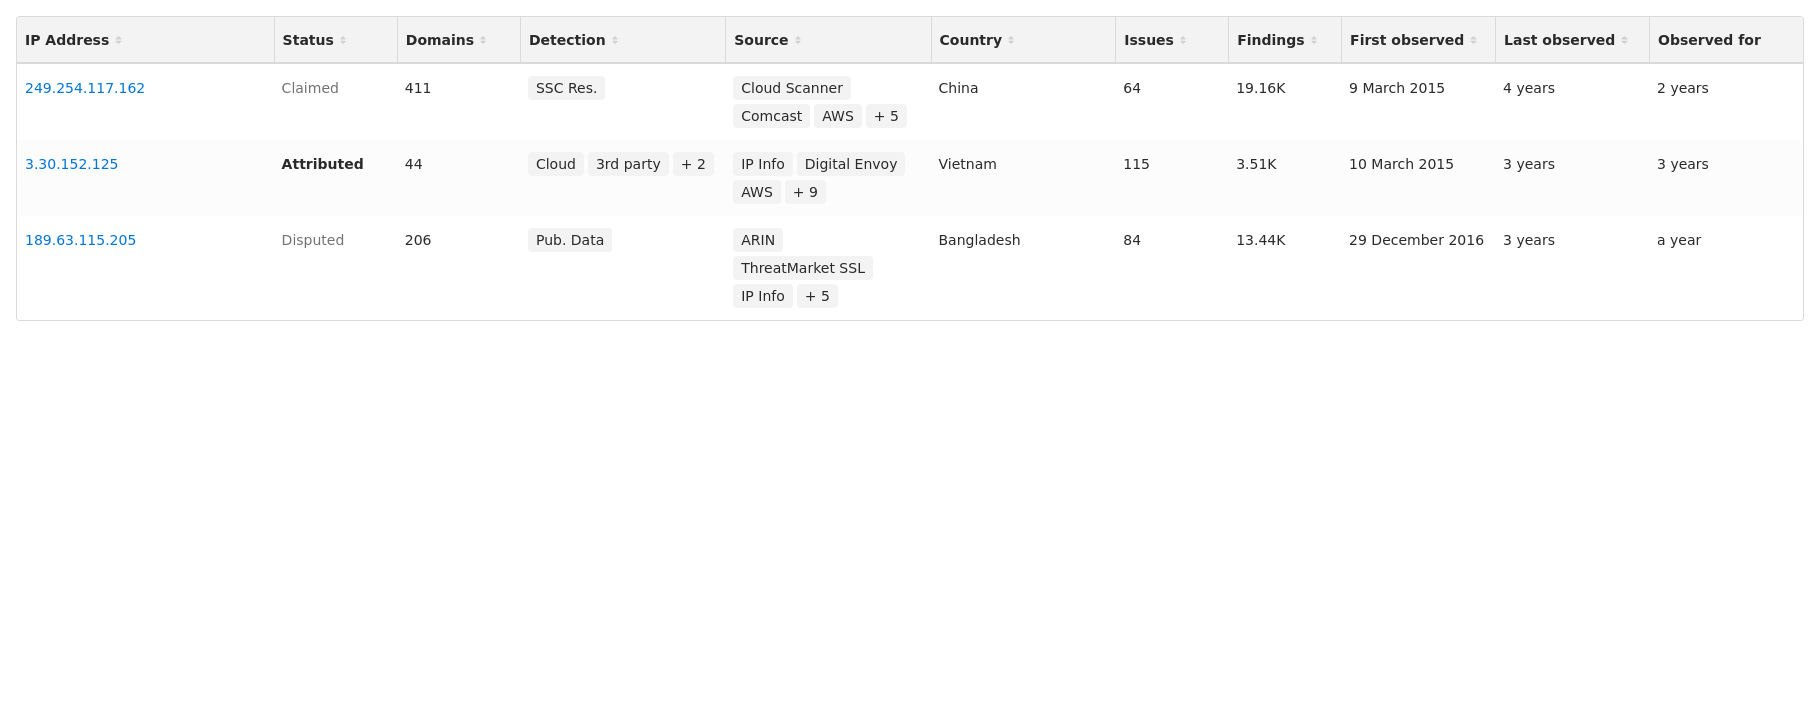 IP Address Status Domains Detection Source Country Issues Findings First observed Last observed Observed for
249.254.117.162 Claimed 411 SSC Res. Cloud Scanner China 64 19.16K 9 March 2015 4 years 2 years
Comcast AWS + 5
3.30.152.125 Attributed 44 Cloud 3rd party + 2 IP Info Digital Envoy Vietnam 115 3.51K 10 March 2015 3 years 3 years
AWS + 9
189.63.115.205 Disputed 206 Pub. Data ARIN Bangladesh 84 13.44K 29 December 2016 3 years a year
ThreatMarket SSL
IP Info + 5